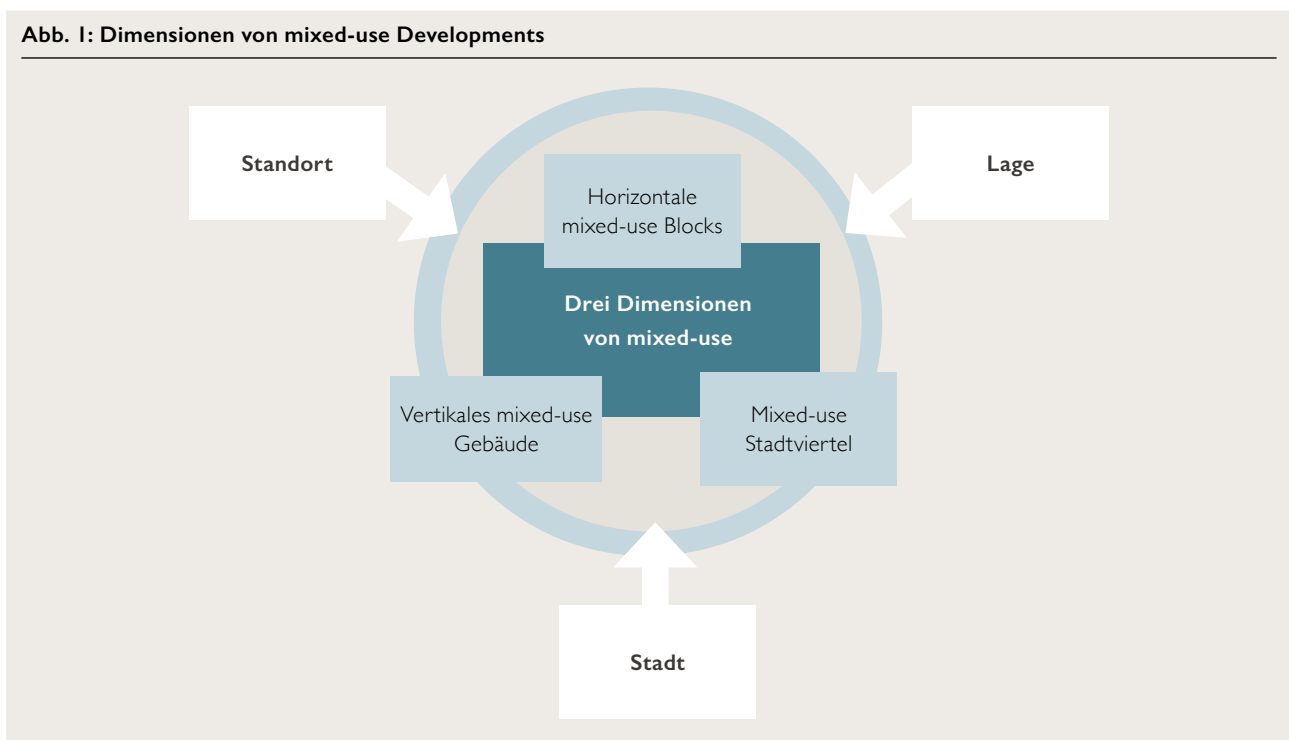 Abb. 1: Dimensionen von mixed-use Developments
Standort
Lage
Horizontale
mixed-use Blocks
Drei Dimensionen
von mixed-use
Vertikales mixed-use
Gebäude
Mixed-use
Stadtviertel
Stadt